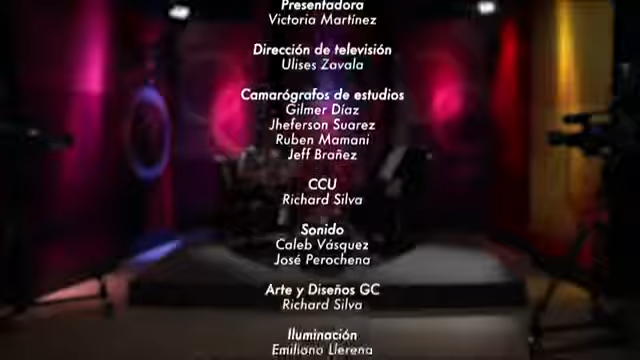 Presentadora
Victoria Martínez
Dirección de televisión
Ulises Zavala
Camarógrafos de estudios
Gilmer Díaz
Jheferson Suarez
Ruben Mamani
Jeff Brañez
CCU
Richard Silva
Sonido
Caleb Vásquez
José Perochena
Arte y Diseños GC
Richard Silva
Iluminación
Emiliano Llerena